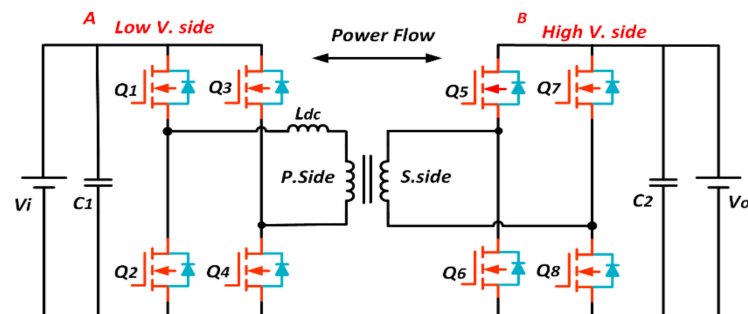 A
Low V. side
Power Flow
B
High V. side
Q1
Q3
Q5
Q7
Ldc
P.Side
S.side
Vi
C1
C2
Vo
Q2
Q4
Q6
Q8